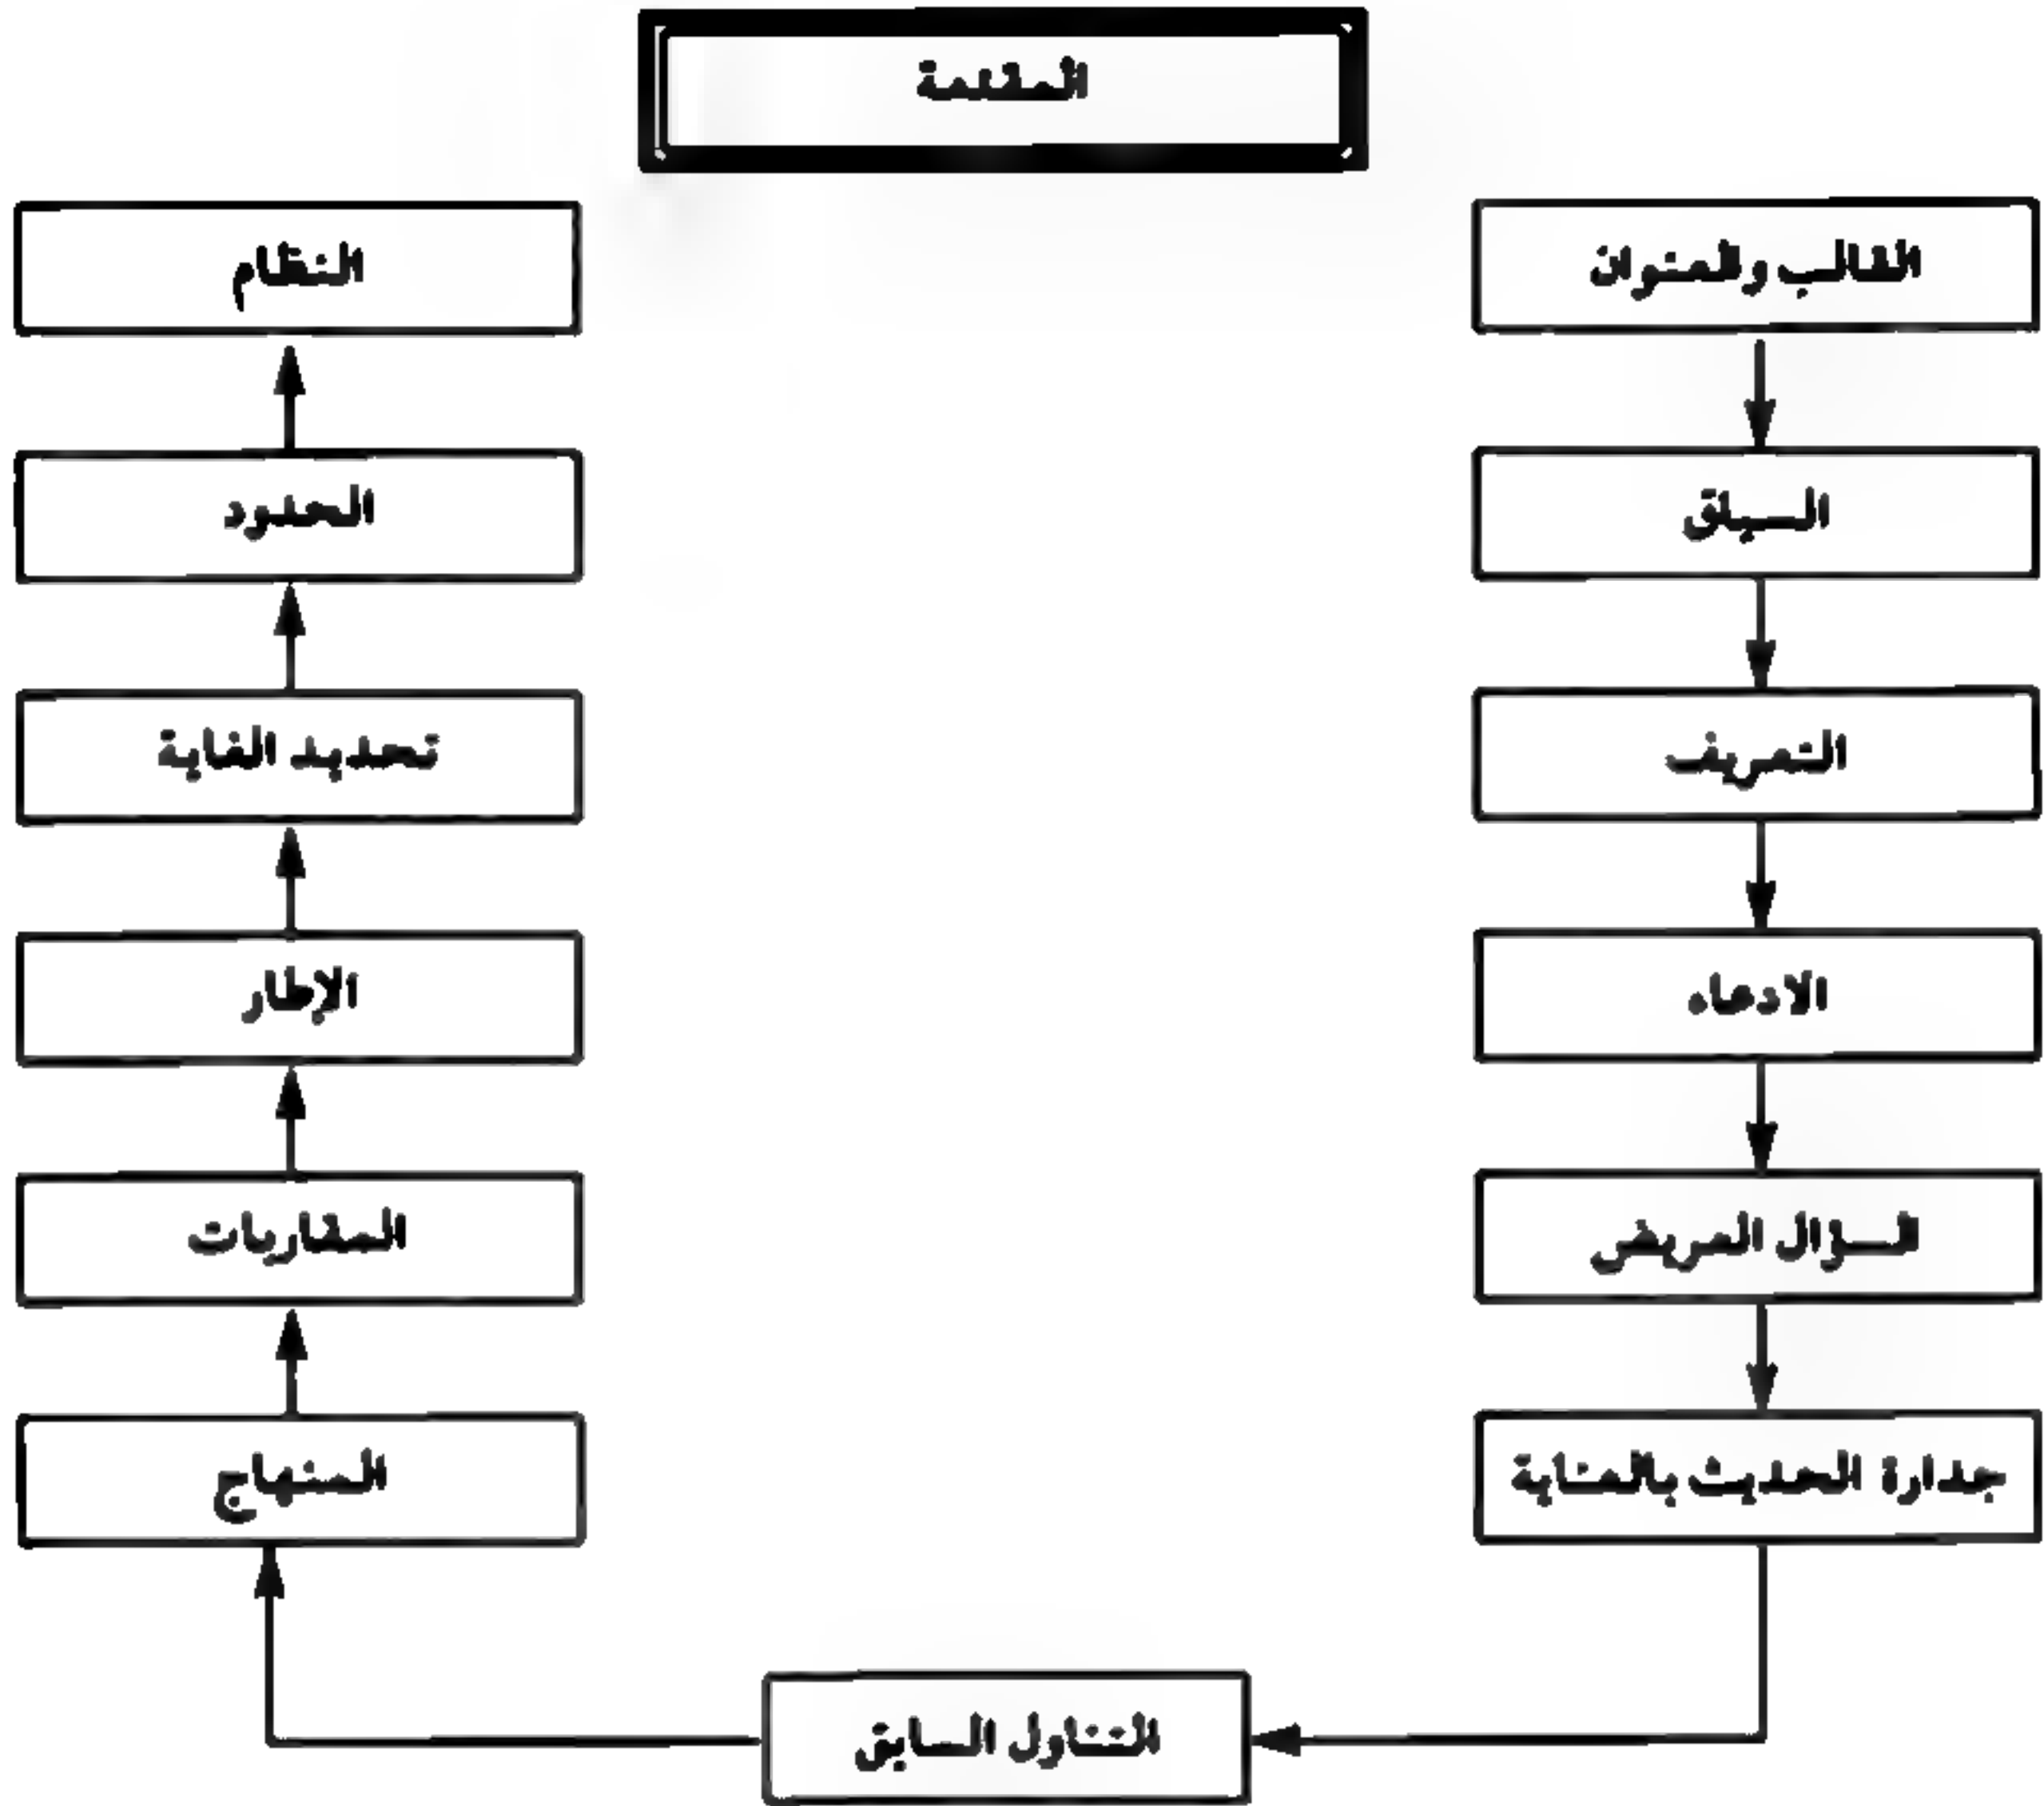 المقدمة
القالب والعنوان
السياق
التعريف
الادعاء
السؤال العريض
جدارة الحديث بالعناية
التناول السابق
المنهاج
المقاربات
الإطار
تحديد الغاية
الحدود
النظام